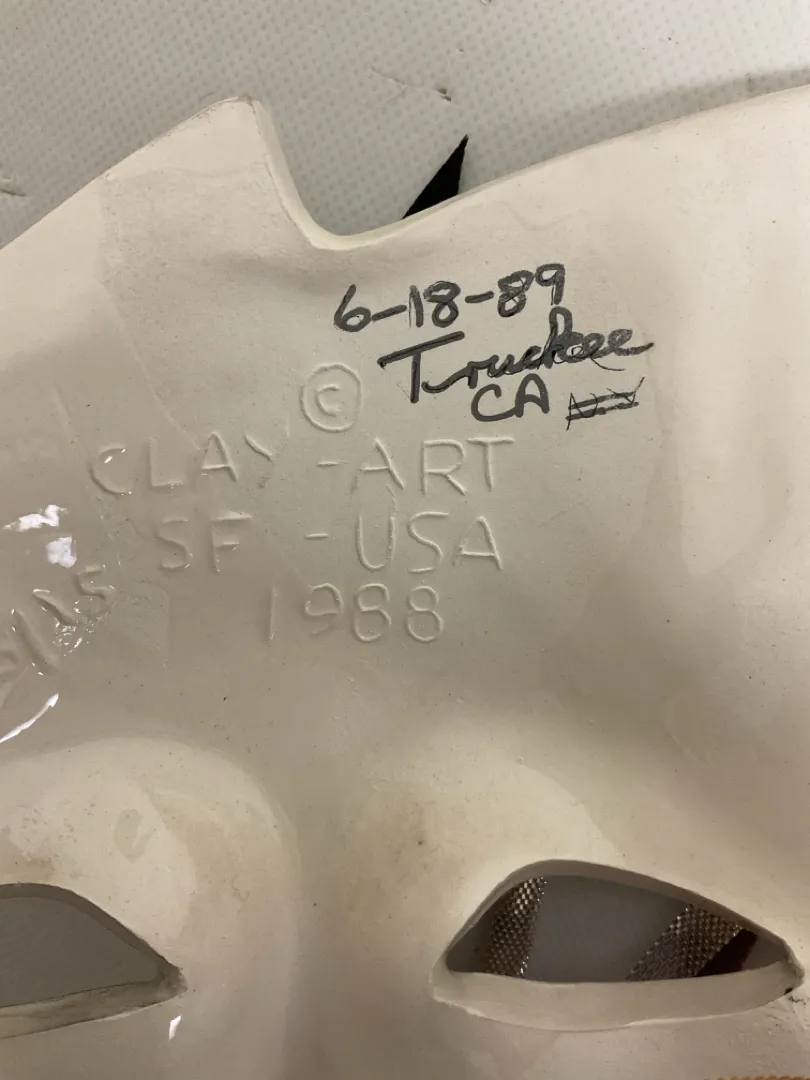 6-18-89
Truckee
CA
©
CLAY-ART
SF - USA
1988